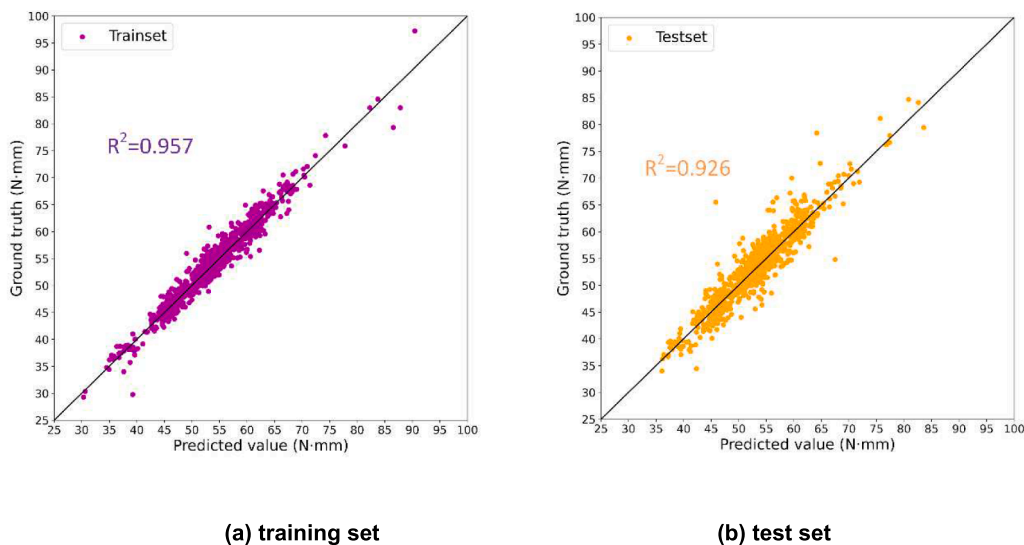 Trainset
R²=0.957
100
95
90
85
80
75
70
65
60
55
50
45
40
35
30
25
Ground truth (N·mm)
25 30 35 40 45 50 55 60 65 70 75 80 85 90 95 100
Predicted value (N·mm)
(a) training set
Testset
R²=0.926
100
95
90
85
80
75
70
65
60
55
50
45
40
35
30
25
Ground truth (N·mm)
25 30 35 40 45 50 55 60 65 70 75 80 85 90 95 100
Predicted value (N·mm)
(b) test set